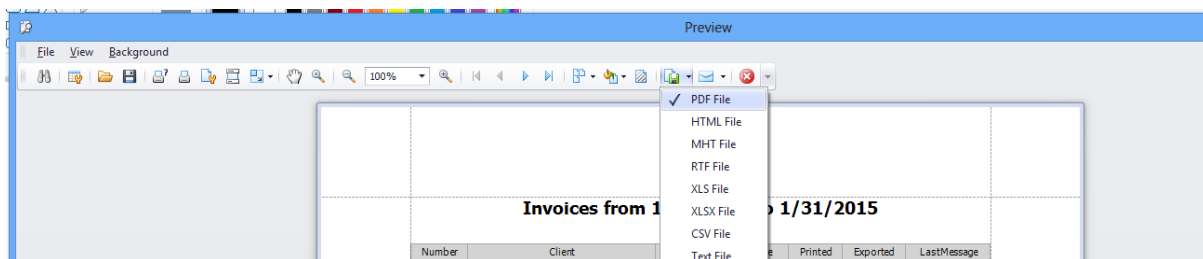 Preview
File View Background
100%
PDF File
HTML File
MHT File
RTF File
XLS File
Invoices from 1 o 1/31/2015
XLSX File
CSV File
Number Client e Printed Exported LastMessage
Text File